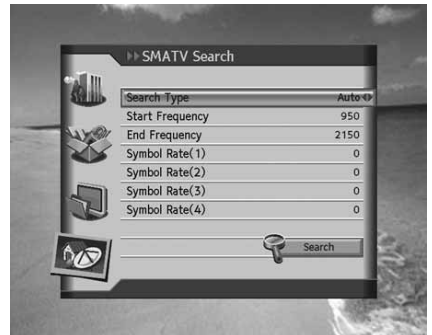 SMATV Search
Search Type Auto
Start Frequency 950
End Frequency 2150
Symbol Rate(1) 0
Symbol Rate(2) 0
Symbol Rate(3) 0
Symbol Rate(4) 0
Search